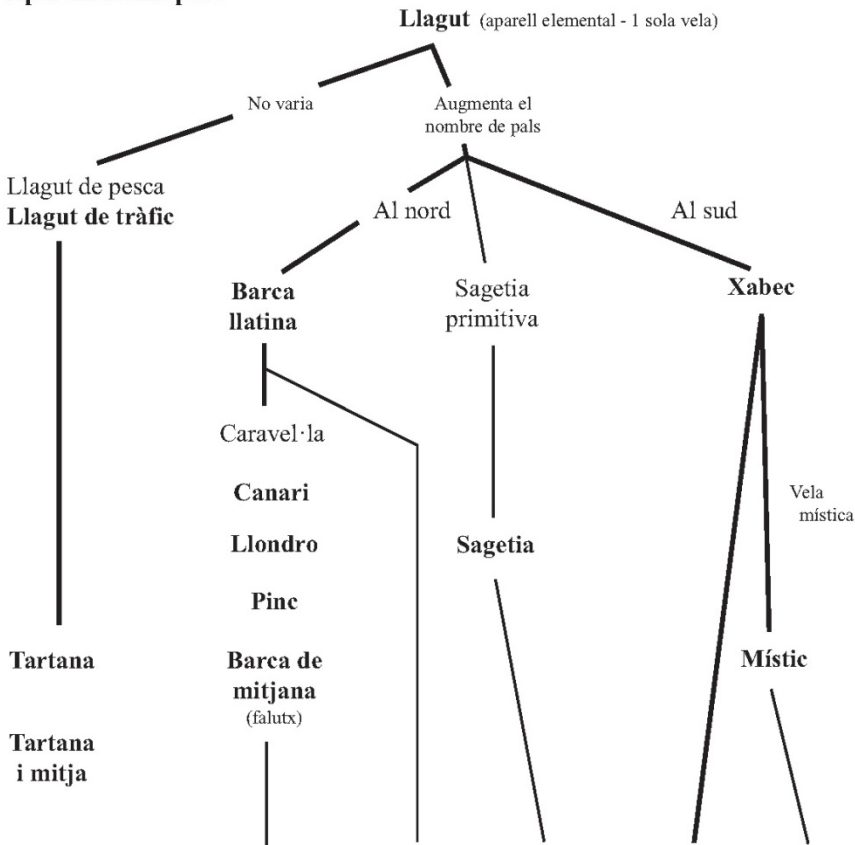 Llagut (aparell elemental - 1 sola vela)
No varia
Augmenta el
nombre de pals
Llagut de pesca
Llagut de tràfic
Al nord
Al sud
Barca
llatina
Sagetia
primitiva
Xabec
Caravel·la
Canari
Vela
mística
Llondro
Sagetia
Pinc
Tartana
Barca de
mitjana
(falutx)
Místic
Tartana
i mitja